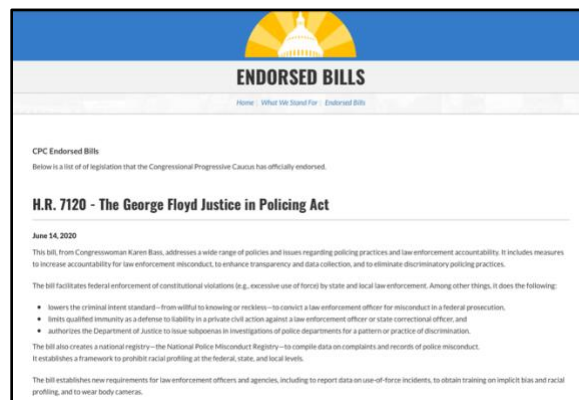 ENDORSED BILLS
Home | What We Stand For | Endorsed Bills
CPC Endorsed Bills
Below is a list of of legislation that the Congressional Progressive Caucus has officially endorsed.
H.R. 7120 - The George Floyd Justice in Policing Act
June 14, 2020
This bill, from Congresswoman Karen Bass, addresses a wide range of policies and issues regarding policing practices and law enforcement accountability. It includes measures
to increase accountability for law enforcement misconduct, to enhance transparency and data collection, and to eliminate discriminatory policing practices.
The bill facilitates federal enforcement of constitutional violations (e.g., excessive use of force) by state and local law enforcement. Among other things, it does the following:
• lowers the criminal intent standard—from willful to knowing or reckless—to convict a law enforcement officer for misconduct in a federal prosecution,
• limits qualified immunity as a defense to liability in a private civil action against a law enforcement officer or state correctional officer, and
• authorizes the Department of Justice to issue subpoenas in investigations of police departments for a pattern or practice of discrimination.
The bill also creates a national registry—the National Police Misconduct Registry—to compile data on complaints and records of police misconduct.
It establishes a framework to prohibit racial profiling at the federal, state, and local levels.
The bill establishes new requirements for law enforcement officers and agencies, including to report data on use-of-force incidents, to obtain training on implicit bias and racial
profiling, and to wear body cameras.